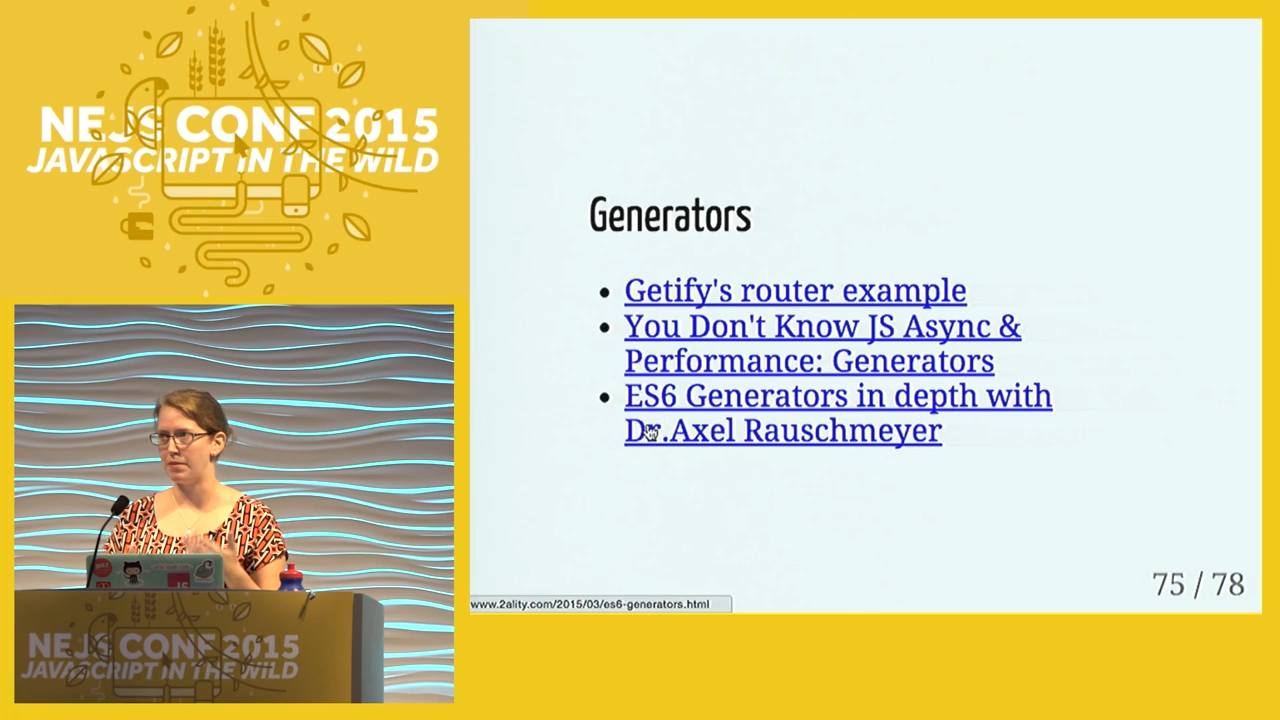 NEJS CONF 2015
JAVASCRIPT IN THE WILD
Generators
Getify's router example
You Don't Know JS Async &
Performance: Generators
ES6 Generators in depth with
Dr.Axel Rauschmeyer
75 / 78
www.2ality.com/2015/03/es6-generators.html
JS
NEJS CONF 2015
JAVASCRIPT IN THE WILD